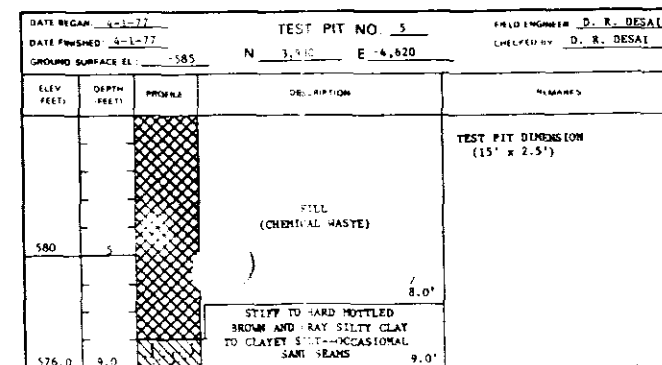 DATE BEGAN: 4-1-77
TEST PIT NO. 5
FIELD ENGINEER D. R. DESAI
DATE FINISHED: 4-1-77
CHECKED BY D. R. DESAI
GROUND SURFACE EL: -585
N E -4,620
ELEV FEET) DEPTH (FEET) PROFILE DESCRIPTION REMARKS
TEST PIT DIMENSION
(15' x 2.5')
FILL
(CHEMICAL WASTE)
580 5
8.0'
STIFF TO HARD MOTTLED
BROWN AND GRAY SILTY CLAY
TO CLAYEY SILT--OCCASIONAL
SAND SEAMS
576.0 9.0 9.0'